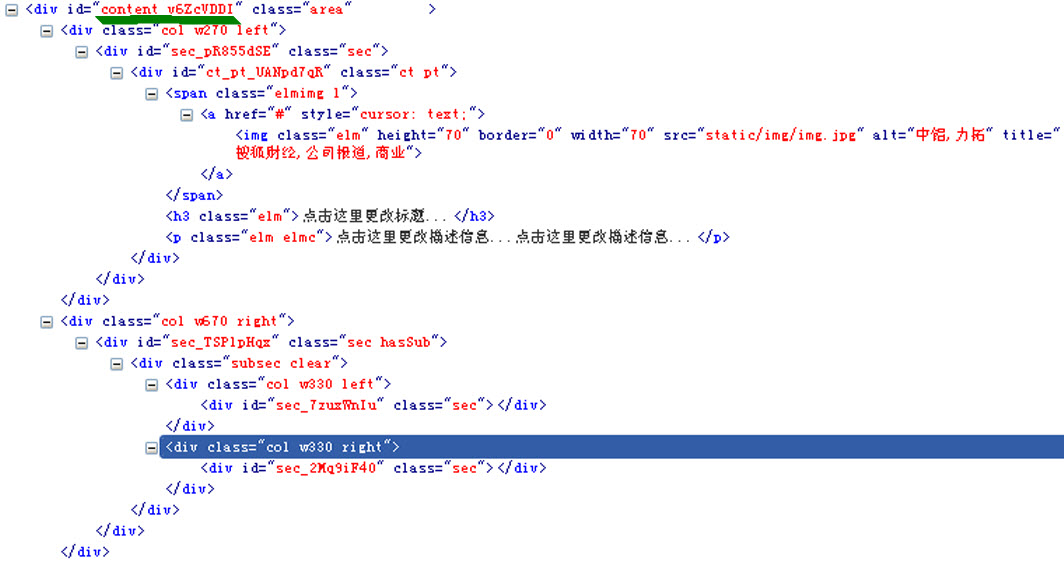 <div id="content_y6ZcVDDI" class="area" >
<div class="col w270 left">
<div id="sec_pR855dSE" class="sec">
<div id="ct_pt_UANpd7qR" class="ct pt">
<span class="elmimg l">
<a href="#" style="cursor: text;">
<img class="elm" height="70" border="0" width="70" src="static/img/img.jpg" alt="中铝,力拓" title="
搜狐财经,公司报道,商业">
</a>
</span>
<h3 class="elm">点击这里更改标题...</h3>
<p class="elm elmc">点击这里更改描述信息...点击这里更改描述信息...</p>
</div>
</div>
</div>
<div class="col w670 right">
<div id="sec_TSPlpHqx" class="sec hasSub">
<div class="subsec clear">
<div class="col w330 left">
<div id="sec_7zuxWnIu" class="sec"></div>
</div>
<div class="col w330 right">
<div id="sec_2Mq9iF40" class="sec"></div>
</div>
</div>
</div>
</div>